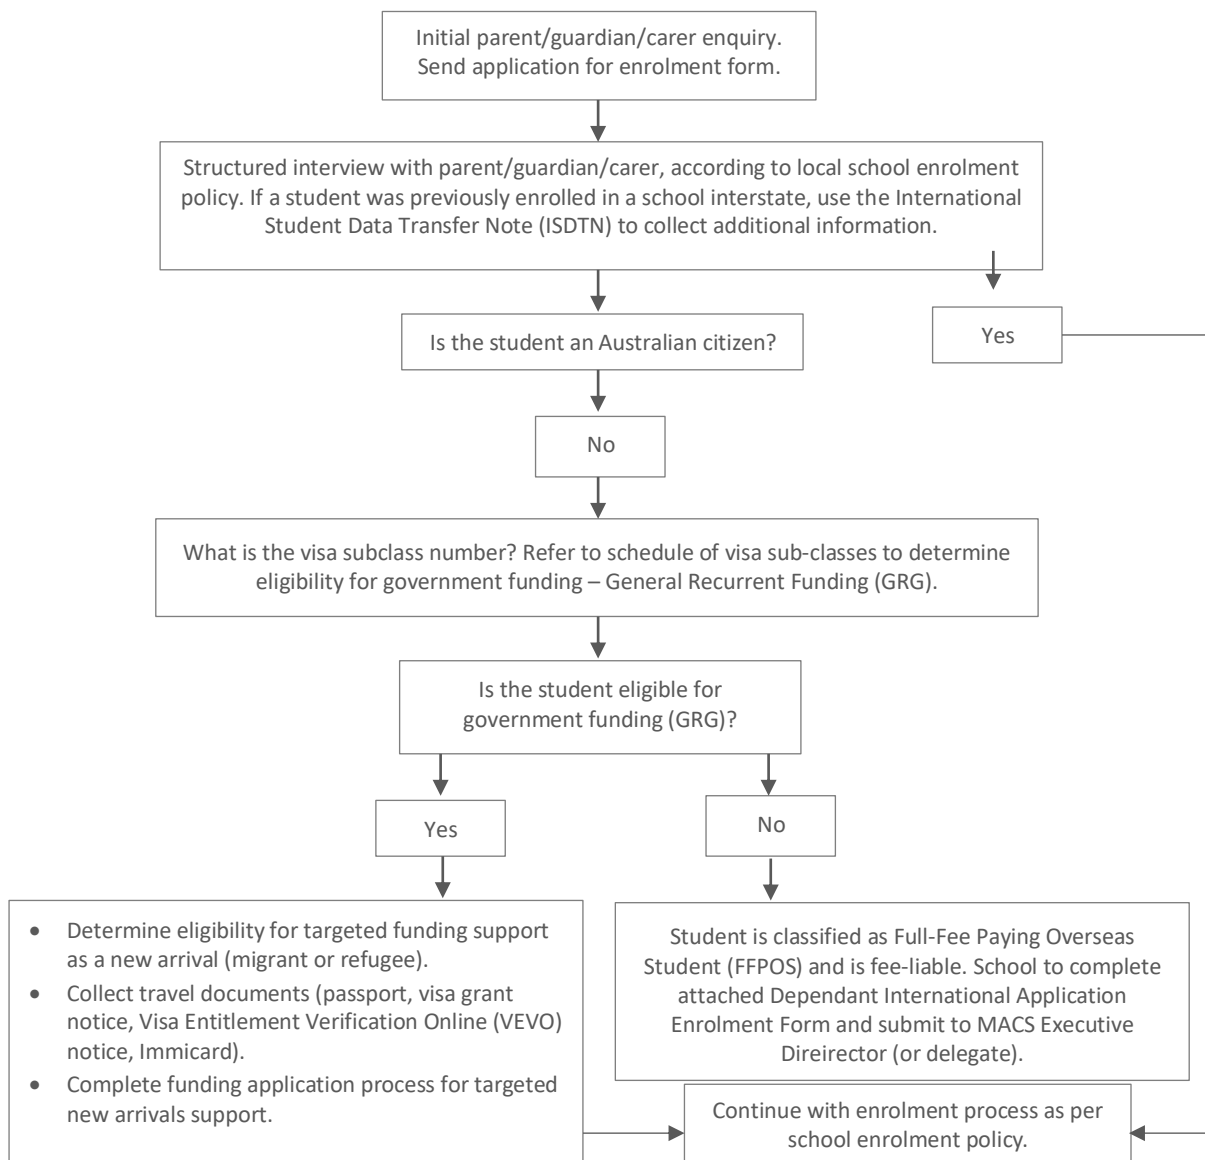 Initial parent/guardian/carer enquiry.
Send application for enrolment form.
Structured interview with parent/guardian/carer, according to local school enrolment
policy. If a student was previously enrolled in a school interstate, use the International
Student Data Transfer Note (ISDTN) to collect additional information.
Is the student an Australian citizen?
Yes
No
What is the visa subclass number? Refer to schedule of visa sub-classes to determine
eligibility for government funding – General Recurrent Funding (GRG).
Is the student eligible for
government funding (GRG)?
Yes
No
• Determine eligibility for targeted funding support
as a new arrival (migrant or refugee).
• Collect travel documents (passport, visa grant
notice, Visa Entitlement Verification Online (VEVO)
notice, Immicard).
• Complete funding application process for targeted
new arrivals support.
Student is classified as Full-Fee Paying Overseas
Student (FFPOS) and is fee-liable. School to complete
attached Dependant International Application
Enrolment Form and submit to MACS Executive
Direirector (or delegate).
Continue with enrolment process as per
school enrolment policy.